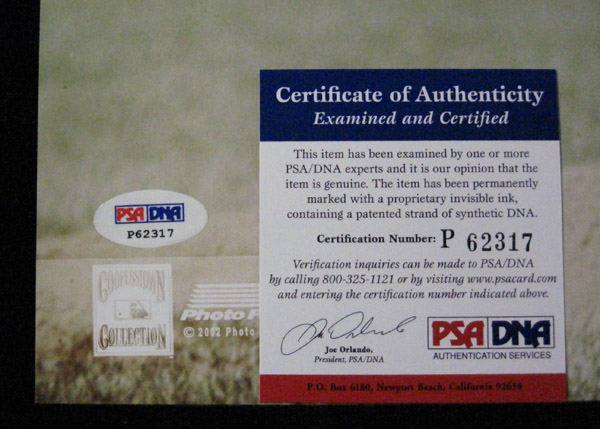 Certificate of Authenticity
Examined and Certified
This item has been examined by one or more
PSA/DNA experts and it is our opinion that the
item is genuine. The item has been permanently
marked with a proprietary invisible ink,
containing a patented strand of synthetic DNA.
Certification Number: P 62317
Verification inquiries can be made to PSA/DNA
by calling 800-325-1121 or by visiting www.psacard.com
and entering the certification number indicated above.
Joe Orlando,
President, PSA/DNA
PSA DNA
AUTHENTICATION SERVICES
P.O. Box 6180, Newport Beach, California 92658
PSA DNA
P62317
COOPERSTOWN
COLLECTION
Photo F
© 2002 Photo